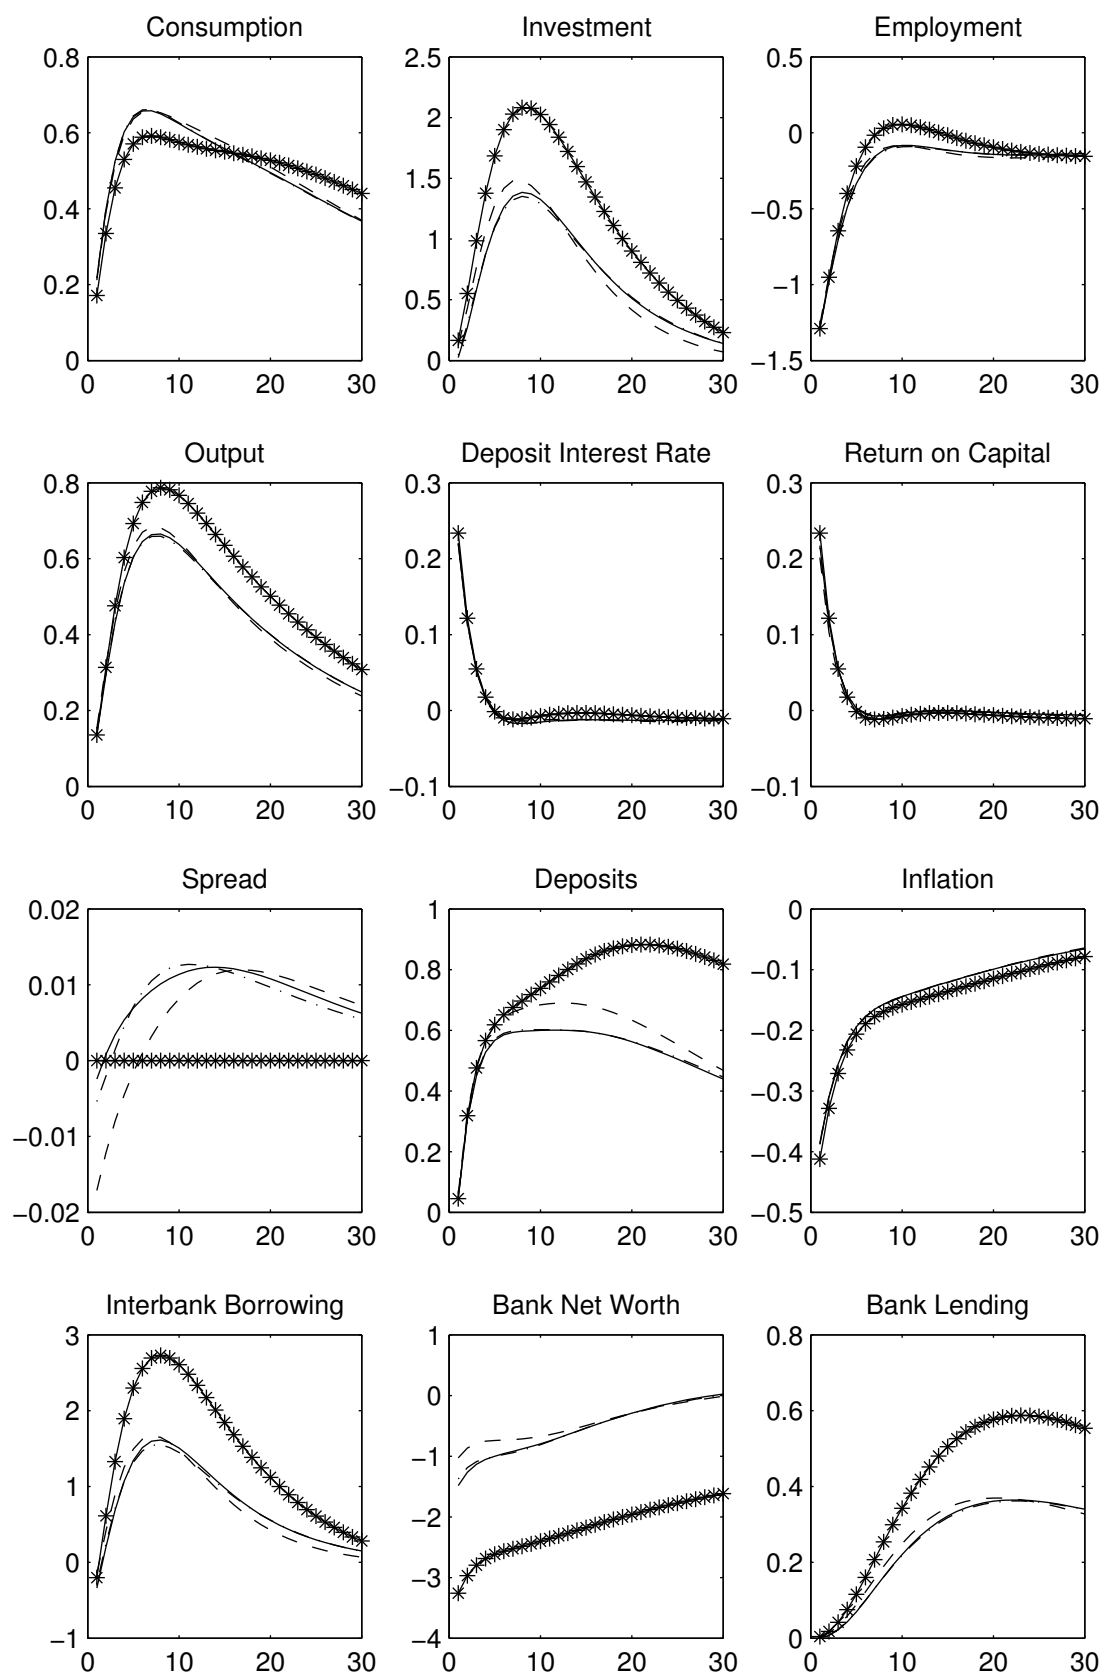 Consumption Investment Employment
0.8 2.5 0.5
2 0
0.6
1.5 −0.5
0.4
1 −1
0.2
0.5
0 0 −1.5
0 10 20 30 0 10 20 30 0 10 20 30
Output Deposit Interest Rate Return on Capital
0.8 0.3 0.3
0.6 0.2 0.2
0.4 0.1 0.1
0.2 0 0
0 −0.1 −0.1
0 10 20 30 0 10 20 30 0 10 20 30
Spread Deposits Inflation
0.02 1 0
0.8 −0.1
0.01
0.6 −0.2
0
0.4 −0.3
−0.01
0.2 −0.4
−0.02 0 −0.5
0 10 20 30 0 10 20 30 0 10 20 30
Interbank Borrowing Bank Net Worth Bank Lending
3 1 0.8
0
2 0.6
−1
1 0.4
−2
0 0.2
−3
−1 −4 0
0 10 20 30 0 10 20 30 0 10 20 30